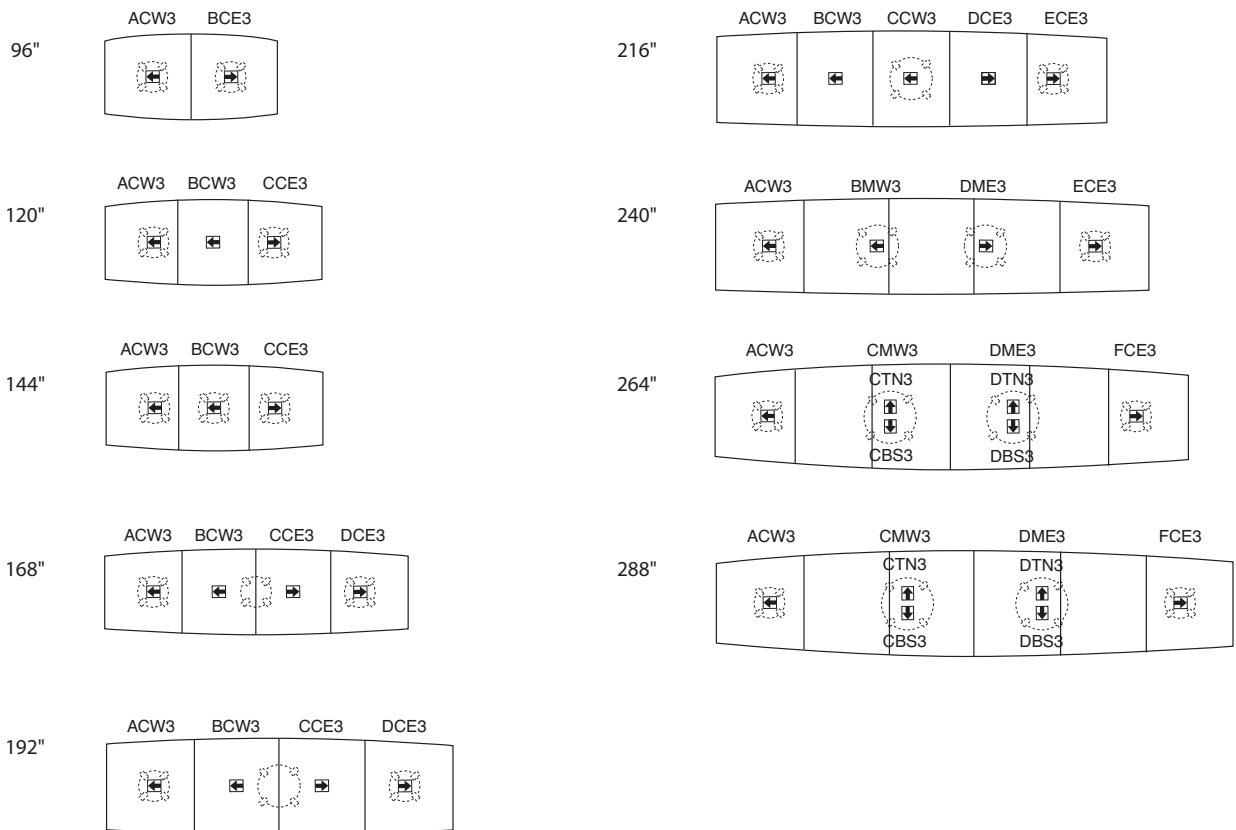 96"
ACW3 BCE3
120"
ACW3 BCW3 CCE3
144"
ACW3 BCW3 CCE3
168"
ACW3 BCW3 CCE3 DCE3
192"
ACW3 BCW3 CCE3 DCE3
216"
ACW3 BCW3 CCW3 DCE3 ECE3
240"
ACW3 BMW3 DME3 ECE3
264"
ACW3 CMW3 DME3 FCE3
CTN3 DTN3
CBS3 DBS3
288"
ACW3 CMW3 DME3 FCE3
CTN3 DTN3
CBS3 DBS3